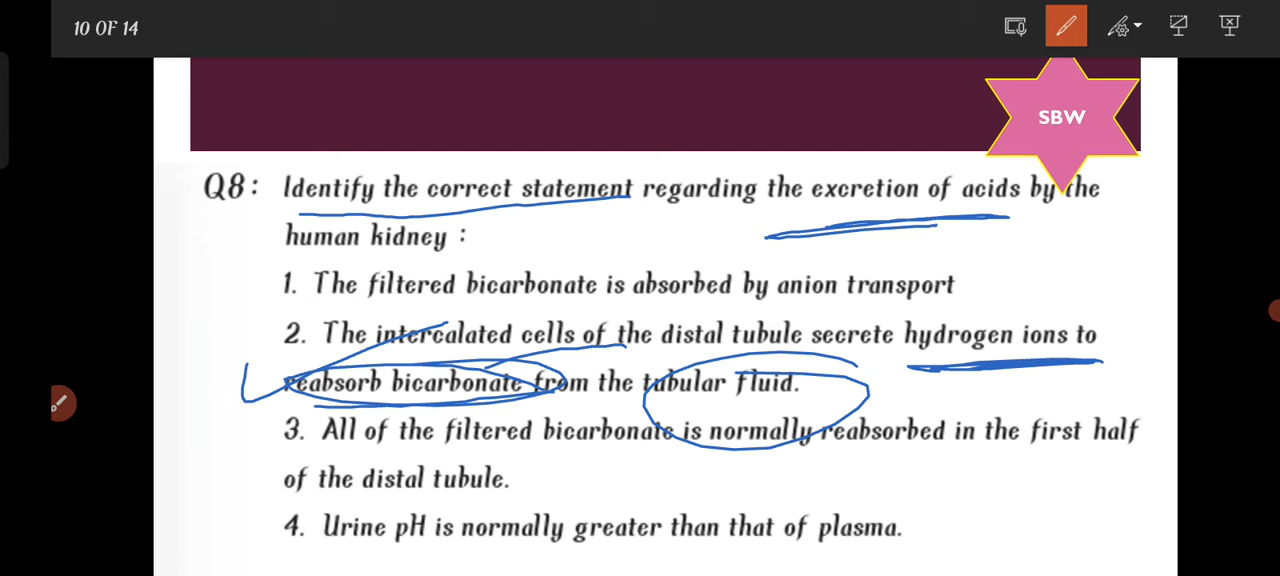 10 OF 14
SBW
Q8: Identify the correct statement regarding the excretion of acids by the
human kidney :
1. The filtered bicarbonate is absorbed by anion transport
2. The intercalated cells of the distal tubule secrete hydrogen ions to
reabsorb bicarbonate from the tubular fluid.
3. All of the filtered bicarbonate is normally reabsorbed in the first half
of the distal tubule.
4. Urine pH is normally greater than that of plasma.